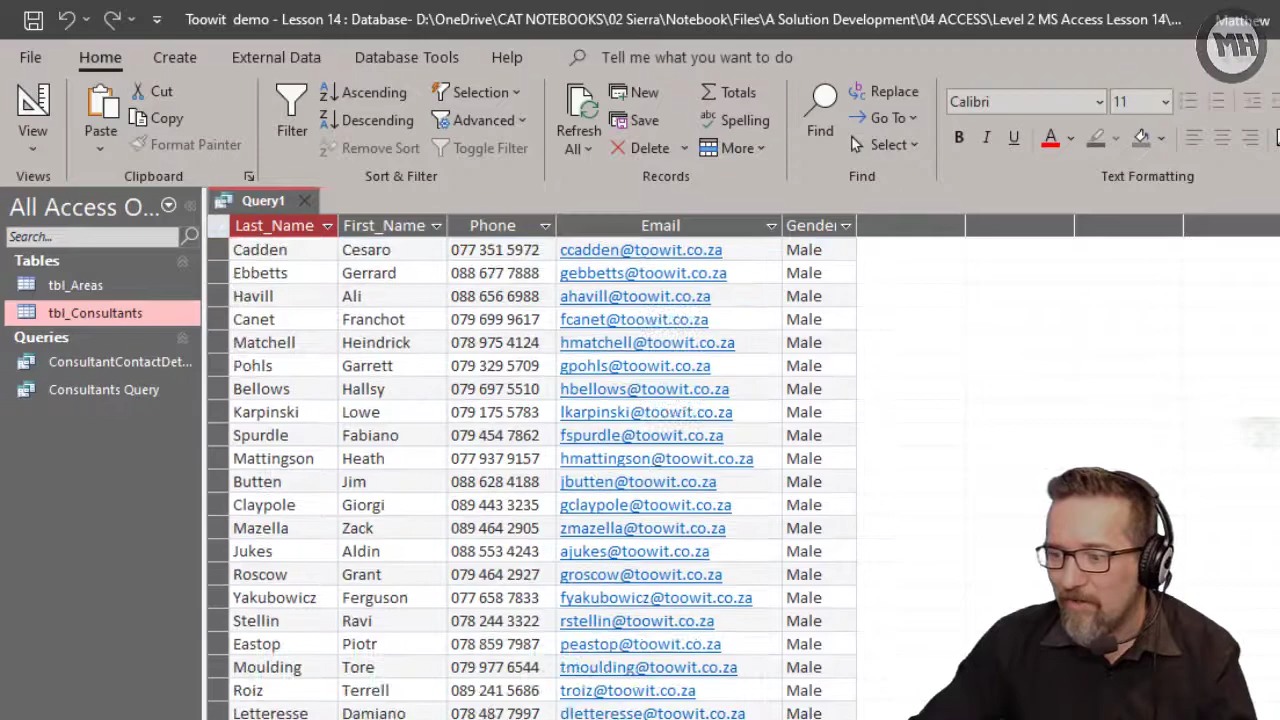 Toowit demo - Lesson 14 : Database- D:\OneDrive\CAT NOTEBOOKS\02 Sierra\Notebook\Files\A Solution Development\04 ACCESS\Level 2 MS Access Lesson 14\... Matthew
MH
File Home Create External Data Database Tools Help Tell me what you want to do
View
Views
Paste
Cut
Copy
Format Painter
Clipboard
Filter
Ascending
Descending
Remove Sort
Selection
Advanced
Toggle Filter
Sort & Filter
Refresh
All
New
Save
Delete
Totals
Spelling
More
Records
Find
Replace
Go To
Select
Find
Calibri 11
B I U A
Text Formatting
All Access O...
Search...
Tables
tbl_Areas
tbl_Consultants
Queries
ConsultantContactDet...
Consultants Query
Query1
Last_Name First_Name Phone Email Gender
Cadden Cesaro 077 351 5972 ccadden@toowit.co.za Male
Ebbetts Gerrard 088 677 7888 gebbetts@toowit.co.za Male
Havill Ali 088 656 6988 ahavill@toowit.co.za Male
Canet Franchot 079 699 9617 fcanet@toowit.co.za Male
Matchell Heindrick 078 975 4124 hmatchell@toowit.co.za Male
Pohls Garrett 079 329 5709 gpohls@toowit.co.za Male
Bellows Hallsy 079 697 5510 hbellows@toowit.co.za Male
Karpinski Lowe 079 175 5783 lkarpinski@toowit.co.za Male
Spurdle Fabiano 079 454 7862 fspurdle@toowit.co.za Male
Mattingson Heath 077 937 9157 hmattingson@toowit.co.za Male
Butten Jim 088 628 4188 jbutten@toowit.co.za Male
Claypole Giorgi 089 443 3235 gclaypole@toowit.co.za Male
Mazella Zack 089 464 2905 zmazella@toowit.co.za Male
Jukes Aldin 088 553 4243 ajukes@toowit.co.za Male
Roscow Grant 079 464 2927 groscow@toowit.co.za Male
Yakubowicz Ferguson 077 658 7833 fyakubowicz@toowit.co.za Male
Stellin Ravi 078 244 3322 rstellin@toowit.co.za Male
Eastop Piotr 078 859 7987 peastop@toowit.co.za Male
Moulding Tore 079 977 6544 tmoulding@toowit.co.za Male
Roiz Terrell 089 241 5686 troiz@toowit.co.za Male
Letteresse Damiano 078 487 7997 dletteresse@toowit.co.za Male